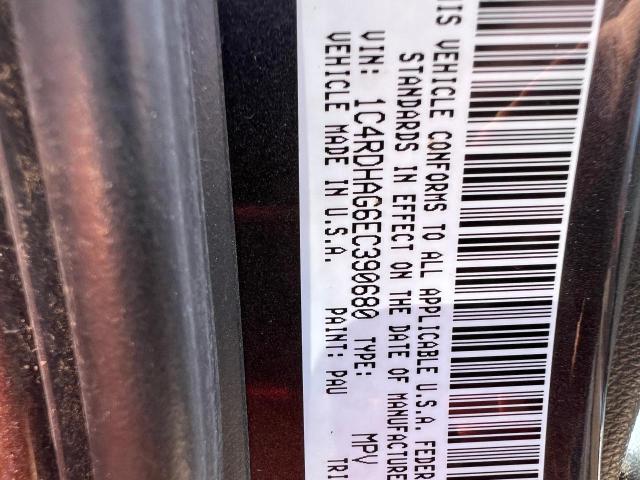 IS VEHICLE CONFORMS TO ALL APPLICABLE U.S.A. FEDER
STANDARDS IN EFFECT ON THE DATE OF MANUFACTURE
VIN: 1C4RDHAG6EC390680 TYPE: MPV
VEHICLE MADE IN U.S.A. PAINT: PAU TRI